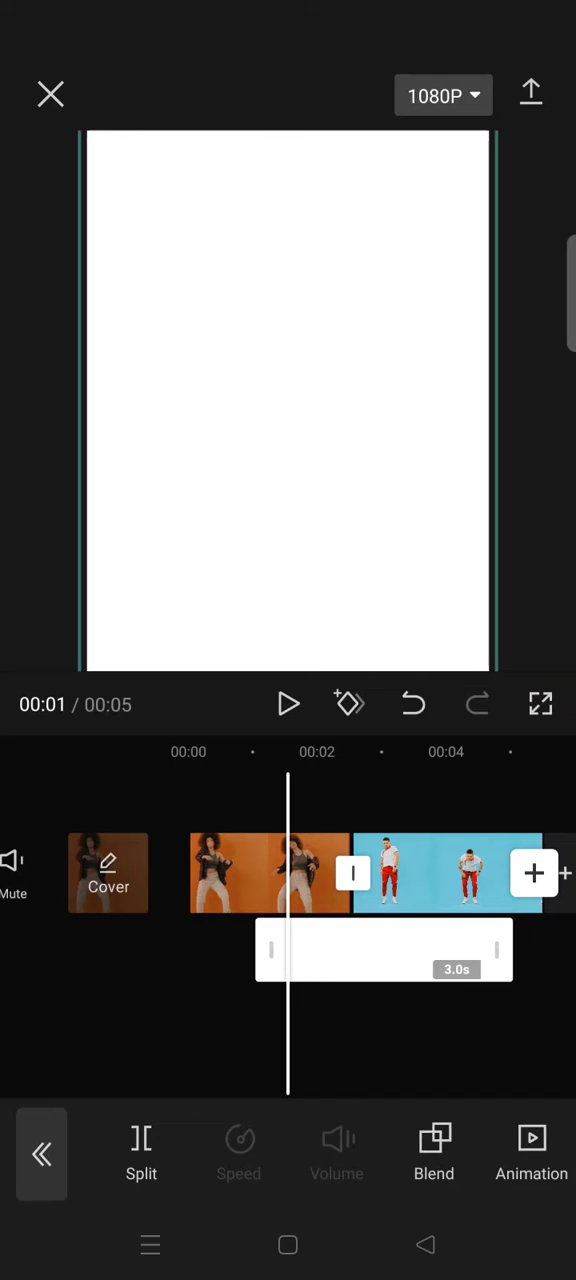 1080P
00:01 / 00:05
00:00
00:02
00:04
Mute
Cover
3.0s
Split
Speed
Volume
Blend
Animation